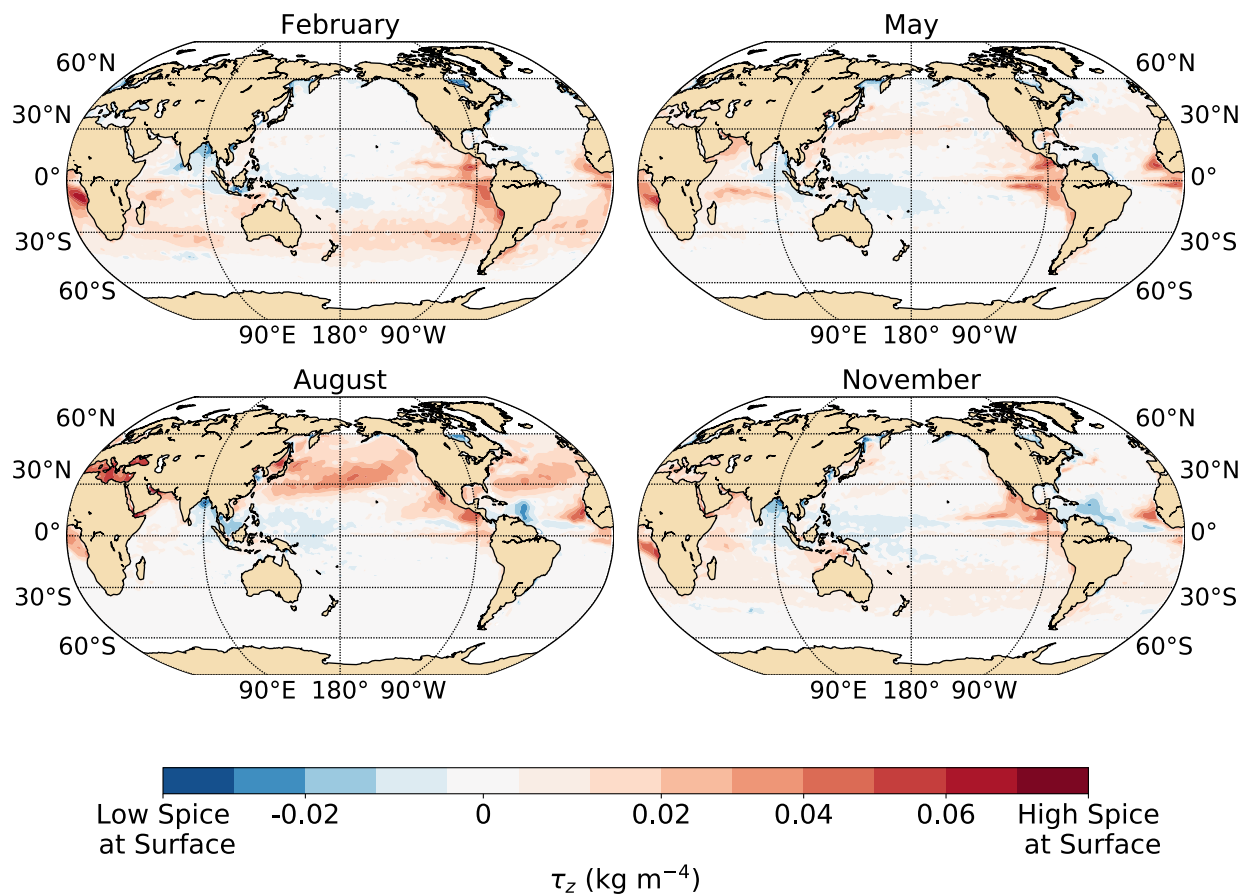 February
May
60°N
30°N
0°
30°S
60°S
60°N
30°N
0°
30°S
60°S
90°E 180° 90°W
90°E 180° 90°W
August
November
60°N
30°N
0°
30°S
60°S
60°N
30°N
0°
30°S
60°S
90°E 180° 90°W
90°E 180° 90°W
Low Spice
at Surface
-0.02
0
0.02
0.04
0.06
High Spice
at Surface
τz (kg m⁻⁴)